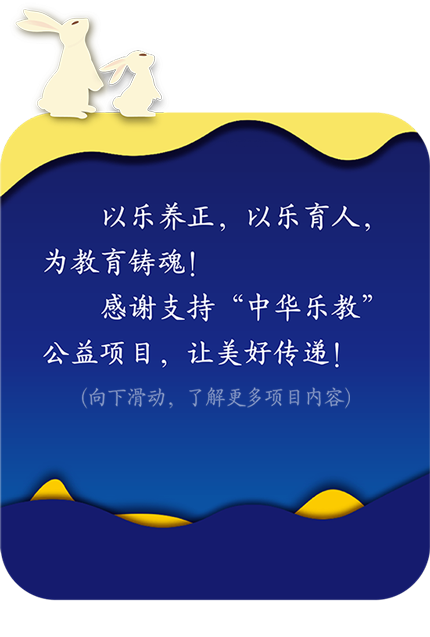 以乐养正，以乐育人，
为教育铸魂！
感谢支持“中华乐教”
公益项目，让美好传递！
(向下滑动，了解更多项目内容)